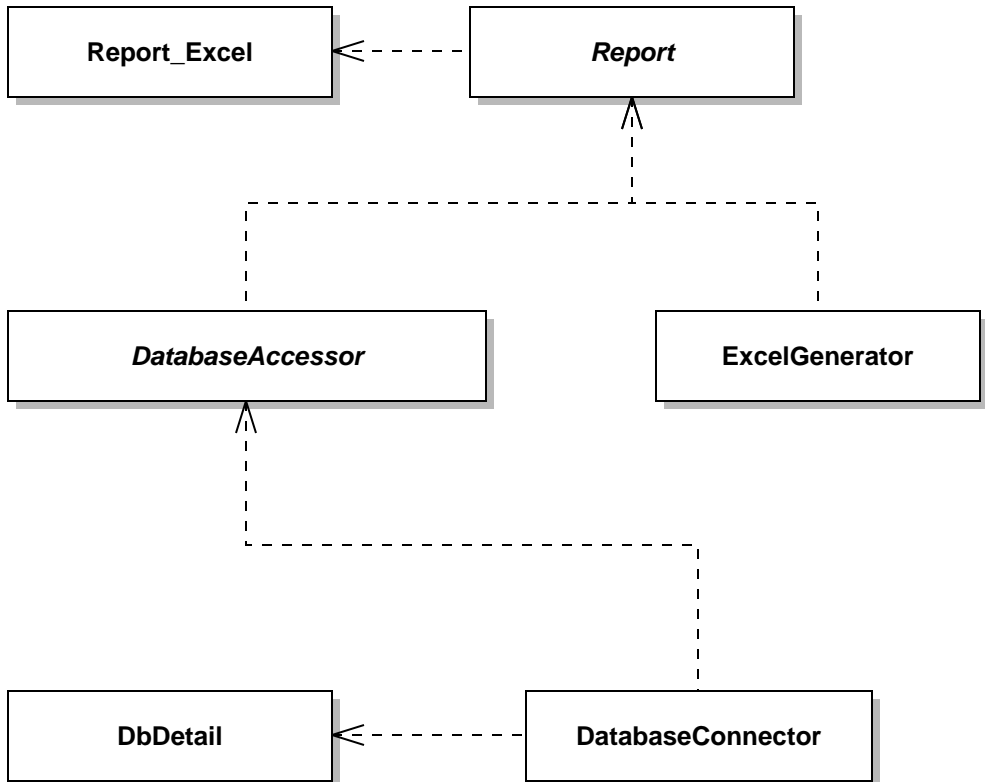 Report_Excel
Report
DatabaseAccessor
ExcelGenerator
DbDetail
DatabaseConnector